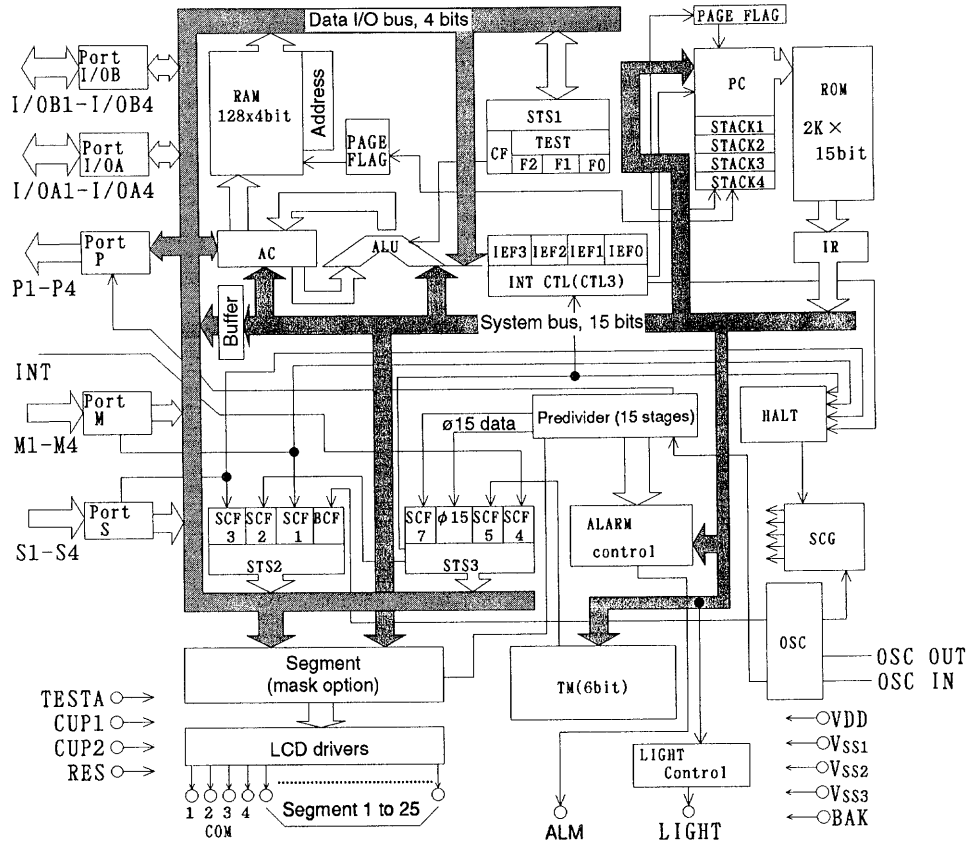 Data I/O bus, 4 bits
PAGE FLAG
Port
I/OB
I/OB1-I/OB4
Port
I/OA
I/OA1-I/OA4
RAM
128x4bit
Address
PAGE
FLAG
STS1
CF
TEST
F2
F1
F0
PC
STACK1
STACK2
STACK3
STACK4
ROM
2K×
15bit
IR
Port
P
P1-P4
AC
ALU
IEF3
IEF2
IEF1
IEF0
INT CTL(CTL3)
Buffer
System bus, 15 bits
INT
Port
M
M1-M4
ø15 data
Predivider (15 stages)
HALT
Port
S
S1-S4
SCF
3
SCF
2
SCF
1
BCF
STS2
SCF
7
ø15
SCF
5
SCF
4
STS3
ALARM
control
SCG
OSC
OSC OUT
OSC IN
Segment
(mask option)
TM(6bit)
TESTA
CUP1
CUP2
RES
LCD drivers
LIGHT
Control
VDD
VSS1
VSS2
VSS3
BAK
1
2
3
4
COM
Segment 1 to 25
ALM
LIGHT